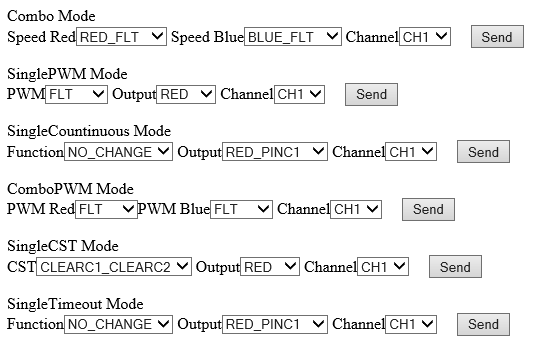 Combo Mode
Speed Red RED_FLT Speed Blue BLUE_FLT Channel CH1 Send
SinglePWM Mode
PWM FLT Output RED Channel CH1 Send
SingleCountinuous Mode
Function NO_CHANGE Output RED_PINC1 Channel CH1 Send
ComboPWM Mode
PWM Red FLT PWM Blue FLT Channel CH1 Send
SingleCST Mode
CST CLEARC1_CLEARC2 Output RED Channel CH1 Send
SingleTimeout Mode
Function NO_CHANGE Output RED_PINC1 Channel CH1 Send